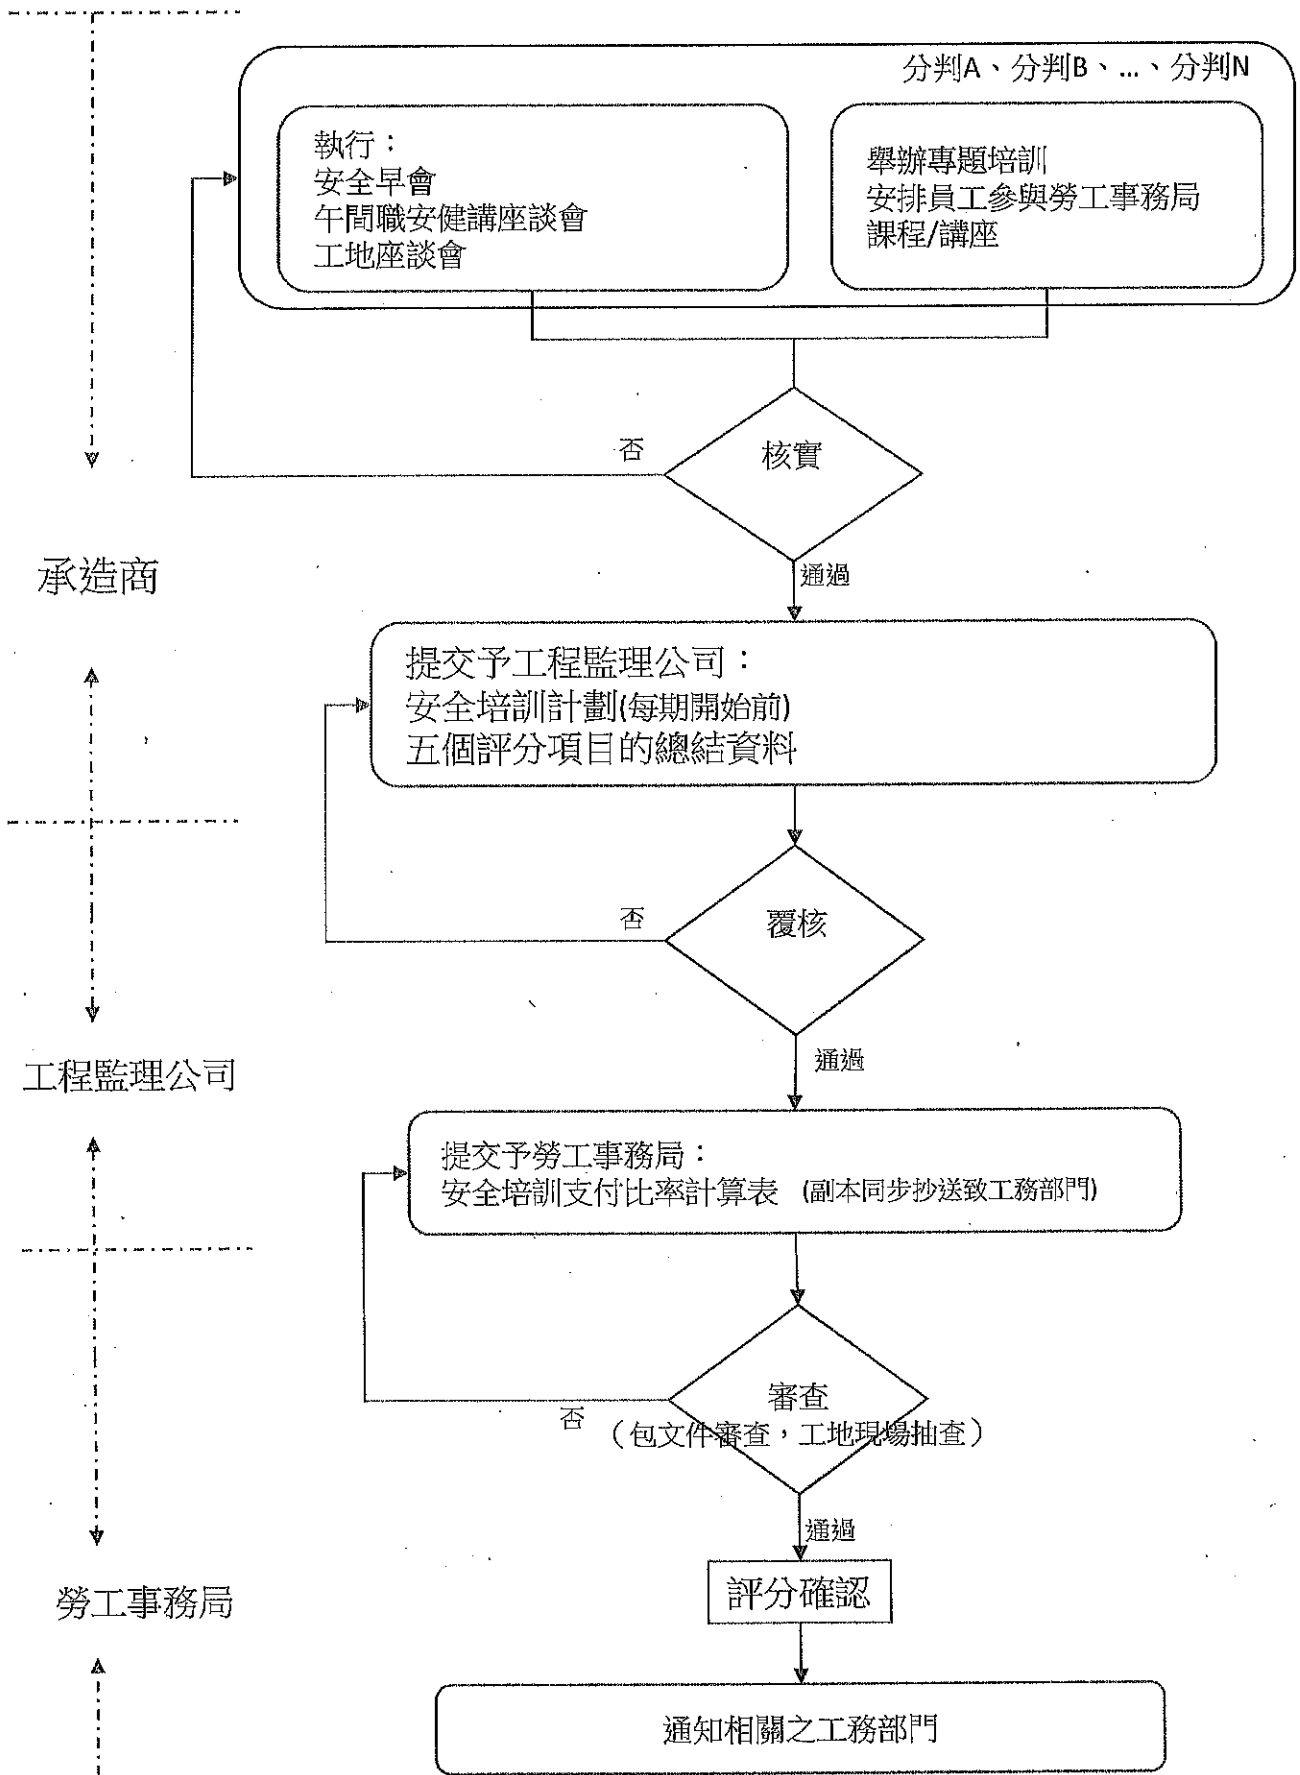 分判A、分判B、...、分判N
執行：
安全早會
午間職安健講座談會
工地座談會
舉辦專題培訓
安排員工參與勞工事務局
課程/講座
否
核實
通過
承造商
提交予工程監理公司：
安全培訓計劃(每期開始前)
五個評分項目的總結資料
否
覆核
通過
工程監理公司
提交予勞工事務局：
安全培訓支付比率計算表 (副本同步抄送致工務部門)
審查
否
（包文件審查，工地現場抽查）
通過
評分確認
勞工事務局
通知相關之工務部門